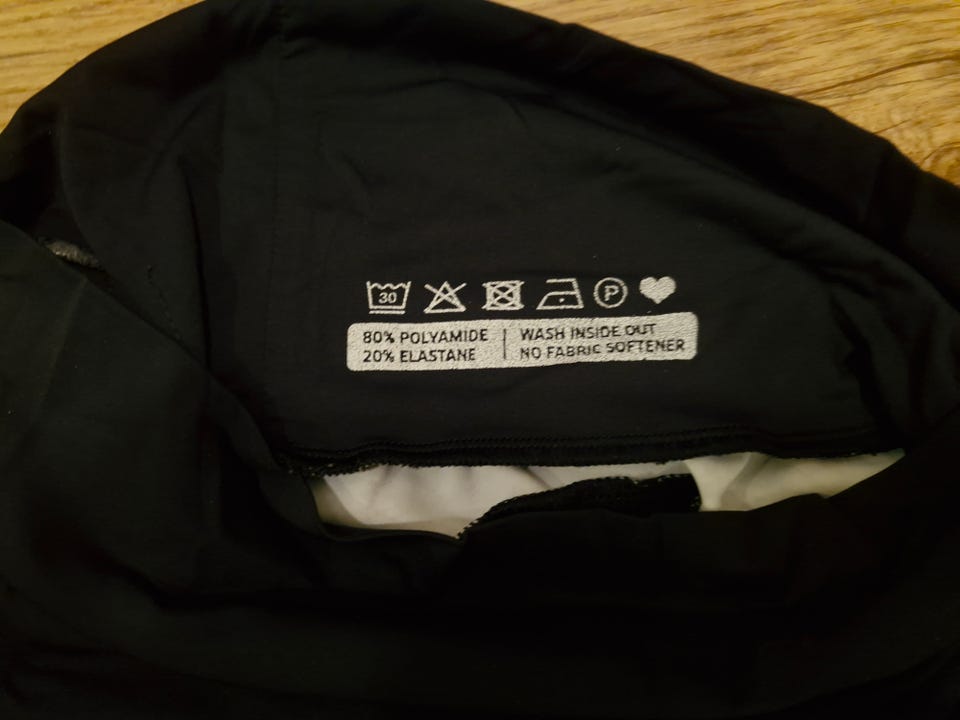 30 P
80% POLYAMIDE
20% ELASTANE
WASH INSIDE OUT
NO FABRIC SOFTENER